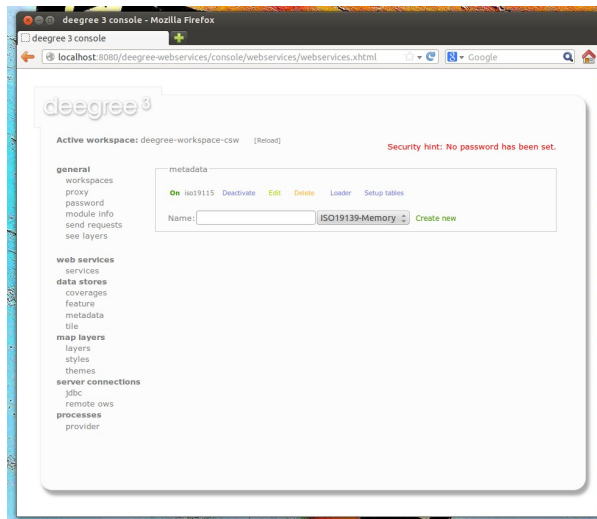 deegree 3 console - Mozilla Firefox
deegree 3 console
localhost:8080/deegree-webservices/console/webservices/webservices.xhtml
Google
deegree 3
Active workspace: deegree-workspace-csw [Reload]
Security hint: No password has been set.
general
workspaces
proxy
password
module info
send requests
see layers
web services
services
data stores
coverages
feature
metadata
tile
map layers
layers
styles
themes
server connections
jdbc
remote ows
processes
provider
metadata
On iso19115 Deactivate Edit Delete Loader Setup tables
Name: ISO19139-Memory Create new